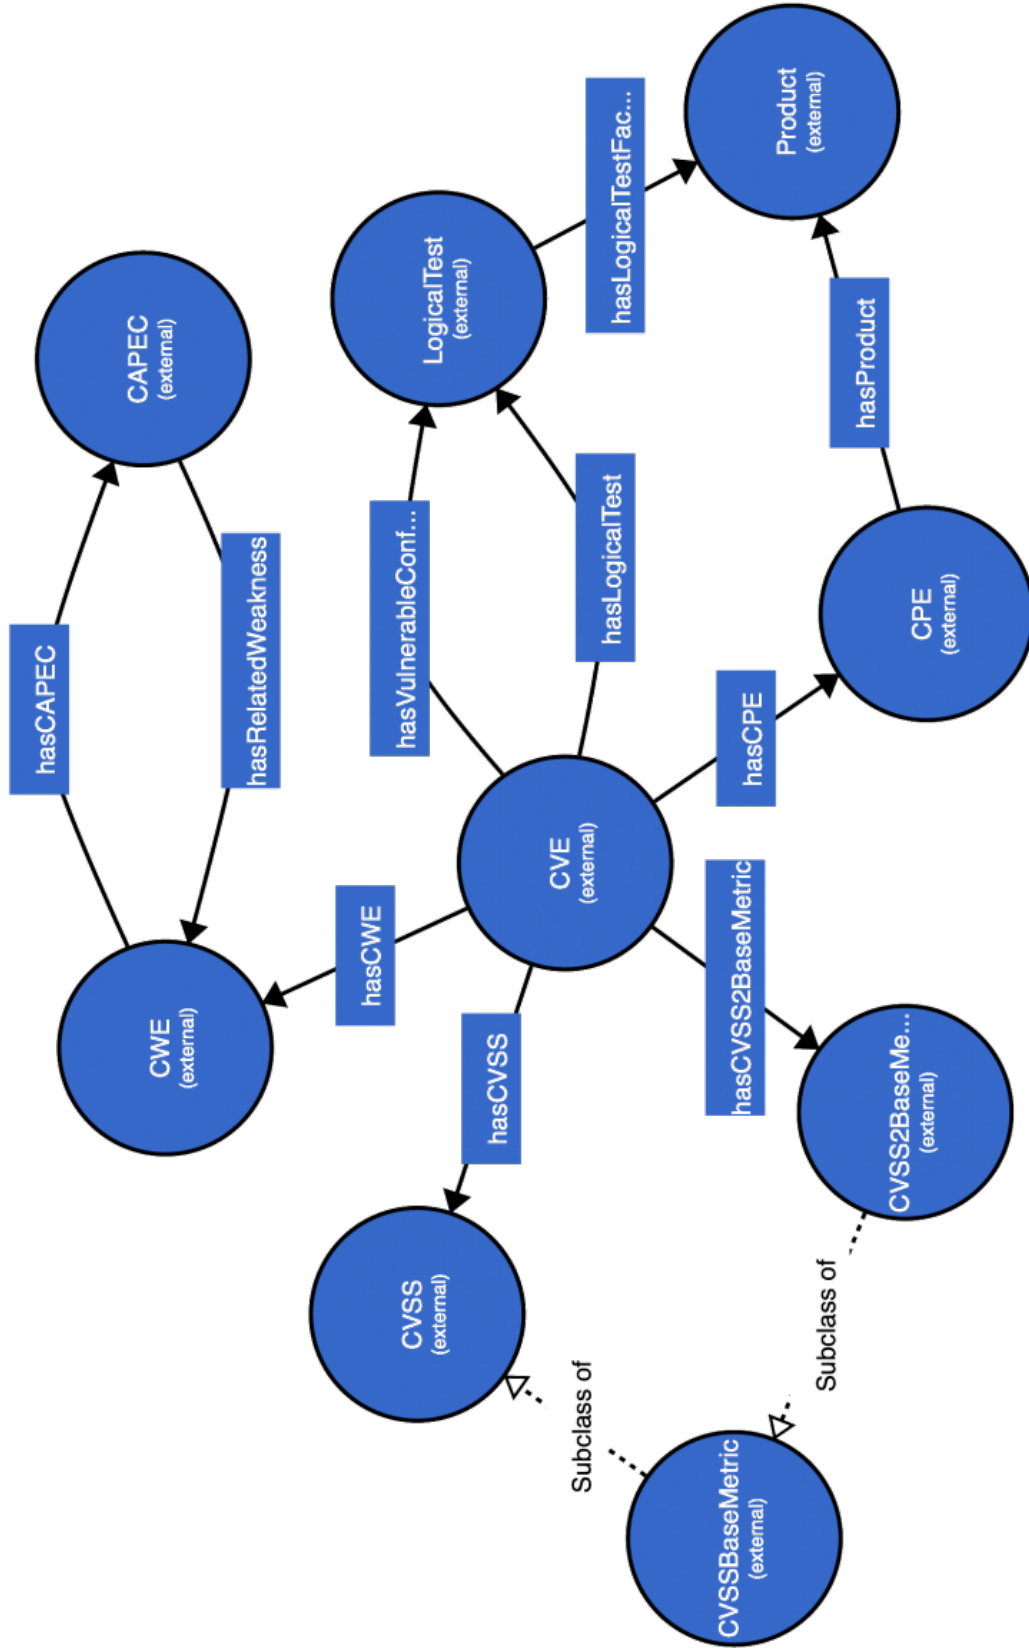 CAPEC
(external)
hasCAPEC
hasRelatedWeakness
CWE
(external)
LogicalTest
(external)
hasVulnerableConf...
hasLogicalTest
hasLogicalTestFac...
Product
(external)
hasProduct
CPE
(external)
hasCPE
CVE
(external)
hasCWE
hasCVSS
hasCVSS2BaseMetric
CVSS
(external)
CVSS2BaseMe...
(external)
Subclass of
Subclass of
CVSSBaseMetric
(external)